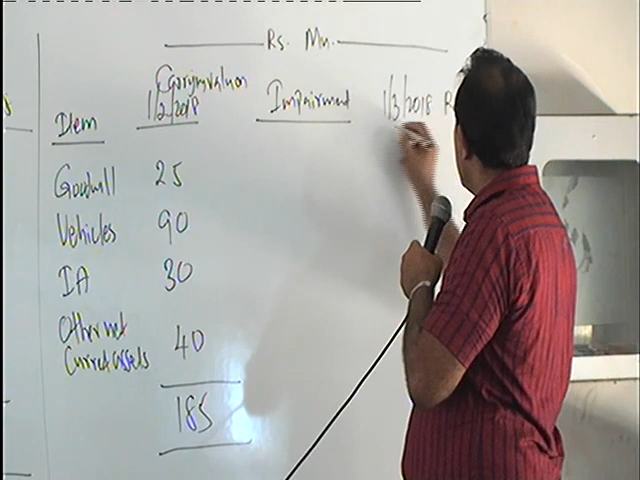 Rs. Mn.
Carrying valuation
1/2/2018
Impairment
1/3/2018 R
Item
Goodwill 25
Vehicles 90
IA 30
Other net
Current assets 40
185